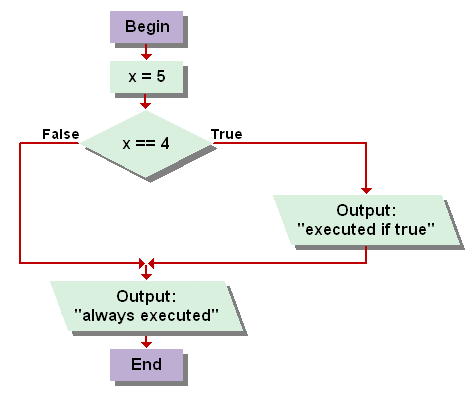 Begin
x = 5
False
True
x == 4
Output:
"executed if true"
Output:
"always executed"
End